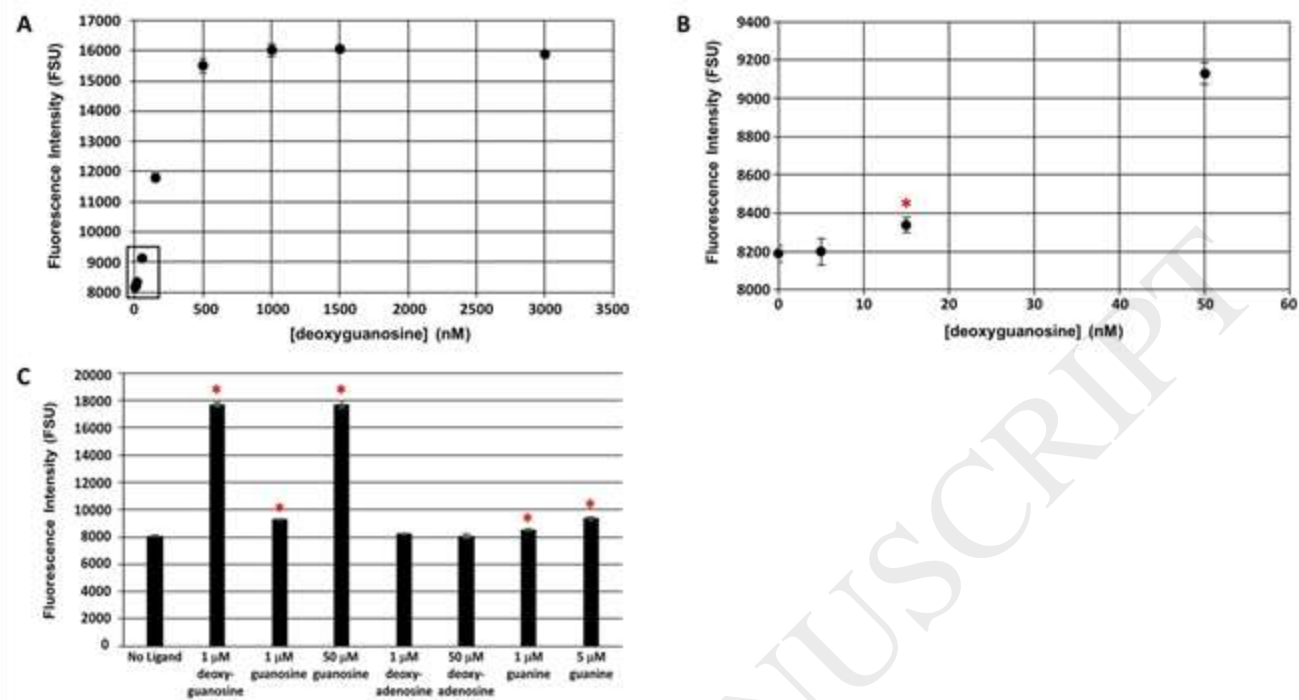 A
Fluorescence Intensity (FSU)
17000
16000
15000
14000
13000
12000
11000
10000
9000
8000
0 500 1000 1500 2000 2500 3000 3500
[deoxyguanosine] (nM)
B
Fluorescence Intensity (FSU)
9400
9200
9000
8800
8600
8400
8200
8000
*
0 10 20 30 40 50 60
[deoxyguanosine] (nM)
C
Fluorescence Intensity (FSU)
20000
18000
16000
14000
12000
10000
8000
6000
4000
2000
0
* * * * *
No Ligand 1 μM 1 μM 50 μM 1 μM 50 μM 1 μM 5 μM
deoxy- guanosine guanosine deoxy- deoxy- guanine guanine
guanosine adenosine adenosine
NUSCRIPT